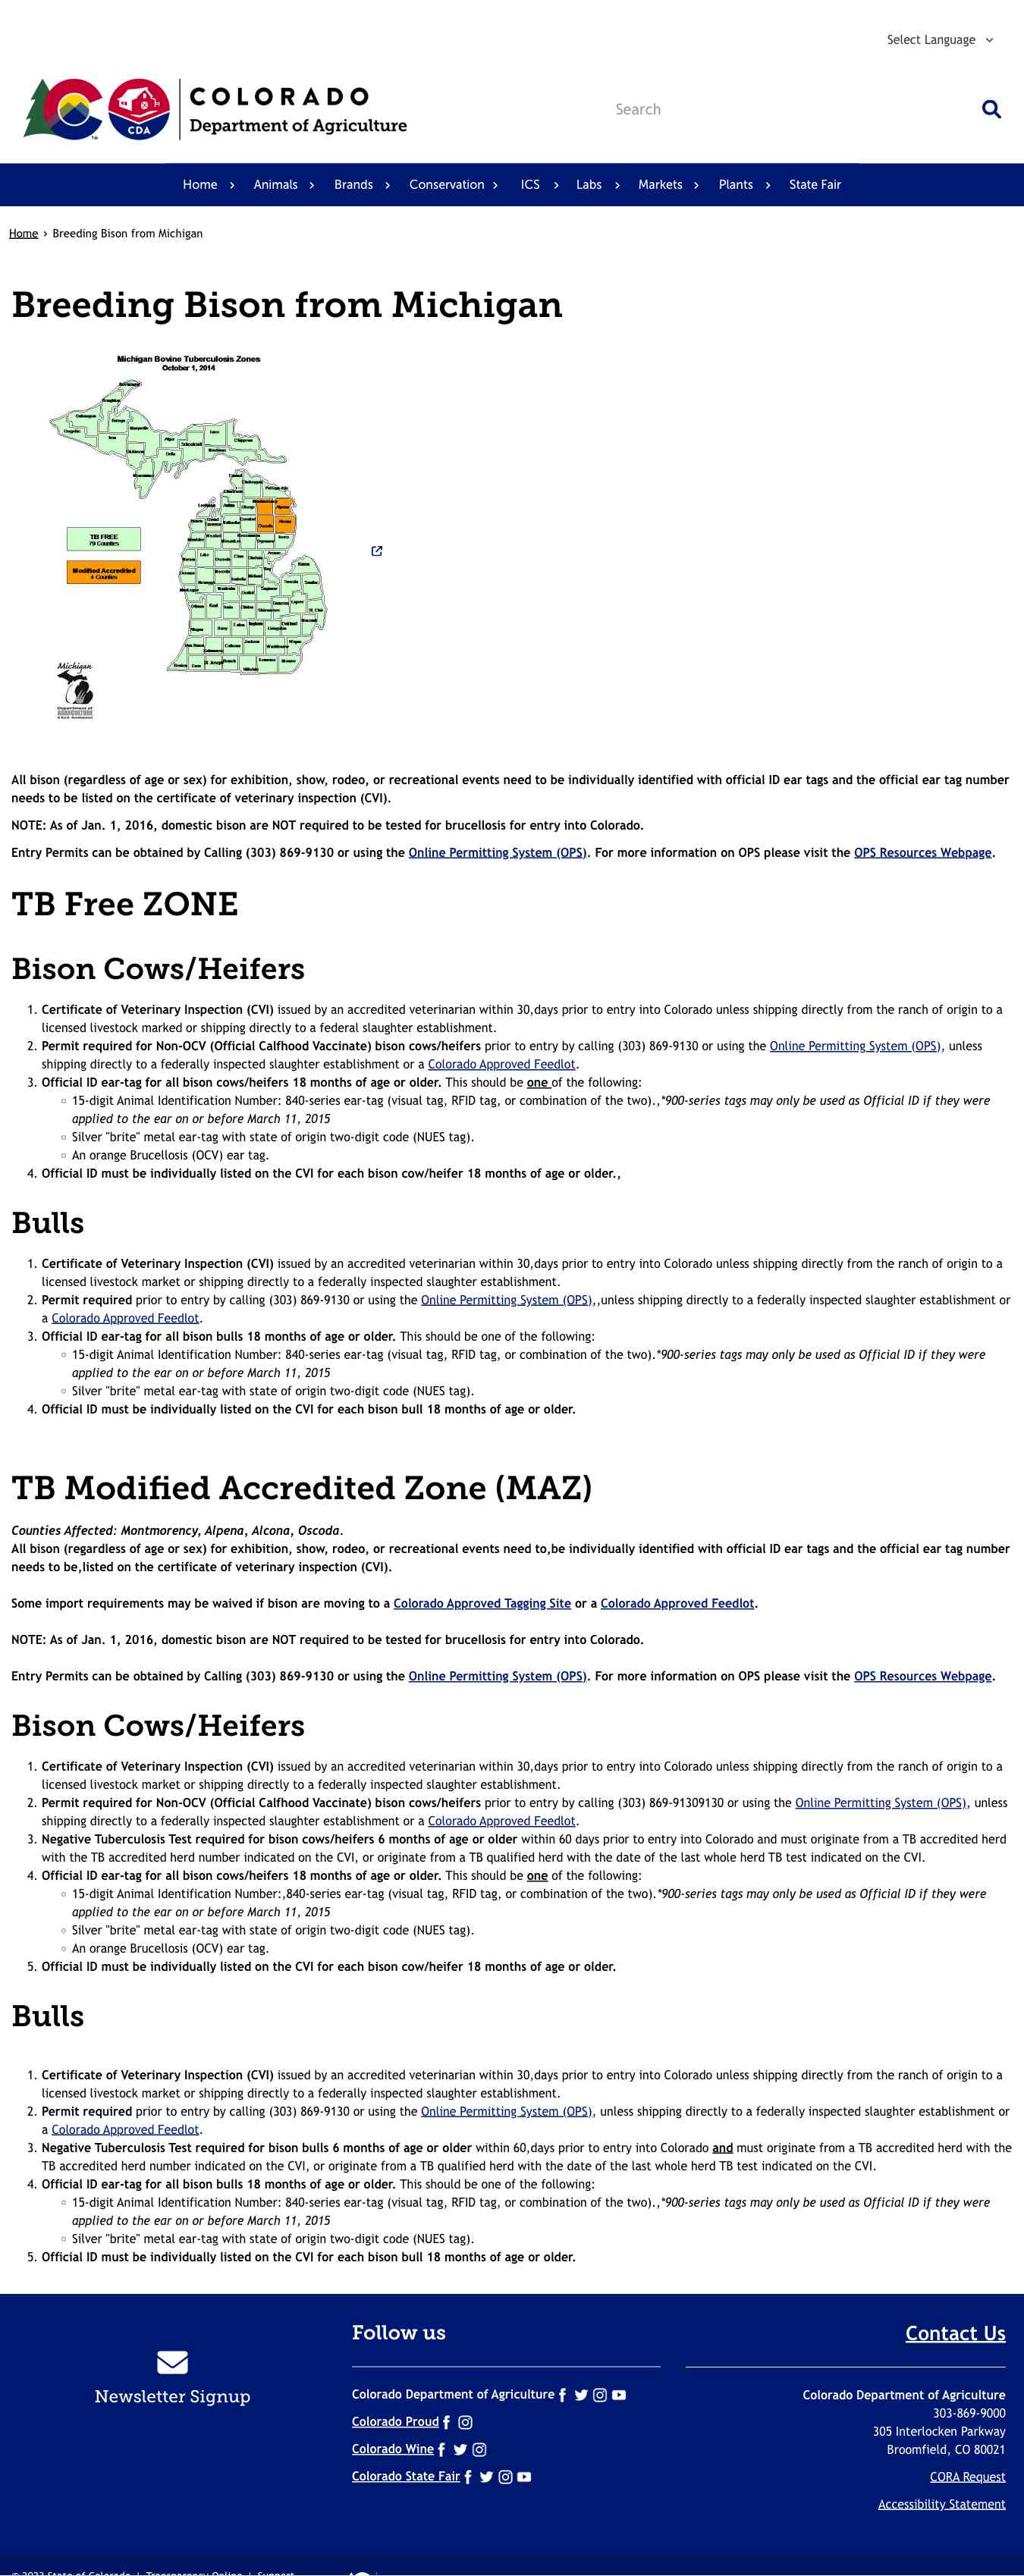 Select Language
COLORADO
Department of Agriculture
CDA
Search
Home Animals Brands Conservation ICS Labs Markets Plants State Fair
Home › Breeding Bison from Michigan
Breeding Bison from Michigan
Michigan Bovine Tuberculosis Zones
October 1, 2014
TB FREE
79 Counties
Modified Accredited
4 Counties
Michigan
Department of
AGRICULTURE
All bison (regardless of age or sex) for exhibition, show, rodeo, or recreational events need to be individually identified with official ID ear tags and the official ear tag number
needs to be listed on the certificate of veterinary inspection (CVI).
NOTE: As of Jan. 1, 2016, domestic bison are NOT required to be tested for brucellosis for entry into Colorado.
Entry Permits can be obtained by Calling (303) 869-9130 or using the Online Permitting System (OPS). For more information on OPS please visit the OPS Resources Webpage.
TB Free ZONE
Bison Cows/Heifers
1. Certificate of Veterinary Inspection (CVI) issued by an accredited veterinarian within 30,days prior to entry into Colorado unless shipping directly from the ranch of origin to a
licensed livestock marked or shipping directly to a federal slaughter establishment.
2. Permit required for Non-OCV (Official Calfhood Vaccinate) bison cows/heifers prior to entry by calling (303) 869-9130 or using the Online Permitting System (OPS), unless
shipping directly to a federally inspected slaughter establishment or a Colorado Approved Feedlot.
3. Official ID ear-tag for all bison cows/heifers 18 months of age or older. This should be one of the following:
○ 15-digit Animal Identification Number: 840-series ear-tag (visual tag, RFID tag, or combination of the two).,*900-series tags may only be used as Official ID if they were
applied to the ear on or before March 11, 2015
○ Silver "brite" metal ear-tag with state of origin two-digit code (NUES tag).
○ An orange Brucellosis (OCV) ear tag.
4. Official ID must be individually listed on the CVI for each bison cow/heifer 18 months of age or older.,
Bulls
1. Certificate of Veterinary Inspection (CVI) issued by an accredited veterinarian within 30,days prior to entry into Colorado unless shipping directly from the ranch of origin to a
licensed livestock market or shipping directly to a federally inspected slaughter establishment.
2. Permit required prior to entry by calling (303) 869-9130 or using the Online Permitting System (OPS),,unless shipping directly to a federally inspected slaughter establishment or
a Colorado Approved Feedlot.
3. Official ID ear-tag for all bison bulls 18 months of age or older. This should be one of the following:
○ 15-digit Animal Identification Number: 840-series ear-tag (visual tag, RFID tag, or combination of the two).*900-series tags may only be used as Official ID if they were
applied to the ear on or before March 11, 2015
○ Silver "brite" metal ear-tag with state of origin two-digit code (NUES tag).
4. Official ID must be individually listed on the CVI for each bison bull 18 months of age or older.
TB Modified Accredited Zone (MAZ)
Counties Affected: Montmorency, Alpena, Alcona, Oscoda.
All bison (regardless of age or sex) for exhibition, show, rodeo, or recreational events need to,be individually identified with official ID ear tags and the official ear tag number
needs to be,listed on the certificate of veterinary inspection (CVI).
Some import requirements may be waived if bison are moving to a Colorado Approved Tagging Site or a Colorado Approved Feedlot.
NOTE: As of Jan. 1, 2016, domestic bison are NOT required to be tested for brucellosis for entry into Colorado.
Entry Permits can be obtained by Calling (303) 869-9130 or using the Online Permitting System (OPS). For more information on OPS please visit the OPS Resources Webpage.
Bison Cows/Heifers
1. Certificate of Veterinary Inspection (CVI) issued by an accredited veterinarian within 30,days prior to entry into Colorado unless shipping directly from the ranch of origin to a
licensed livestock market or shipping directly to a federally inspected slaughter establishment.
2. Permit required for Non-OCV (Official Calfhood Vaccinate) bison cows/heifers prior to entry by calling (303) 869-91309130 or using the Online Permitting System (OPS), unless
shipping directly to a federally inspected slaughter establishment or a Colorado Approved Feedlot.
3. Negative Tuberculosis Test required for bison cows/heifers 6 months of age or older within 60 days prior to entry into Colorado and must originate from a TB accredited herd
with the TB accredited herd number indicated on the CVI, or originate from a TB qualified herd with the date of the last whole herd TB test indicated on the CVI.
4. Official ID ear-tag for all bison cows/heifers 18 months of age or older. This should be one of the following:
○ 15-digit Animal Identification Number:,840-series ear-tag (visual tag, RFID tag, or combination of the two).*900-series tags may only be used as Official ID if they were
applied to the ear on or before March 11, 2015
○ Silver "brite" metal ear-tag with state of origin two-digit code (NUES tag).
○ An orange Brucellosis (OCV) ear tag.
5. Official ID must be individually listed on the CVI for each bison cow/heifer 18 months of age or older.
Bulls
1. Certificate of Veterinary Inspection (CVI) issued by an accredited veterinarian within 30,days prior to entry into Colorado unless shipping directly from the ranch of origin to a
licensed livestock market or shipping directly to a federally inspected slaughter establishment.
2. Permit required prior to entry by calling (303) 869-9130 or using the Online Permitting System (OPS), unless shipping directly to a federally inspected slaughter establishment or
a Colorado Approved Feedlot.
3. Negative Tuberculosis Test required for bison bulls 6 months of age or older within 60,days prior to entry into Colorado and must originate from a TB accredited herd with the
TB accredited herd number indicated on the CVI, or originate from a TB qualified herd with the date of the last whole herd TB test indicated on the CVI.
4. Official ID ear-tag for all bison bulls 18 months of age or older. This should be one of the following:
○ 15-digit Animal Identification Number: 840-series ear-tag (visual tag, RFID tag, or combination of the two).,*900-series tags may only be used as Official ID if they were
applied to the ear on or before March 11, 2015
○ Silver "brite" metal ear-tag with state of origin two-digit code (NUES tag).
5. Official ID must be individually listed on the CVI for each bison bull 18 months of age or older.
Newsletter Signup
Follow us
Colorado Department of Agriculture
Colorado Proud
Colorado Wine
Colorado State Fair
Contact Us
Colorado Department of Agriculture
303-869-9000
305 Interlocken Parkway
Broomfield, CO 80021
CORA Request
Accessibility Statement
© 2023 State of Colorado | Transparency Online | Support